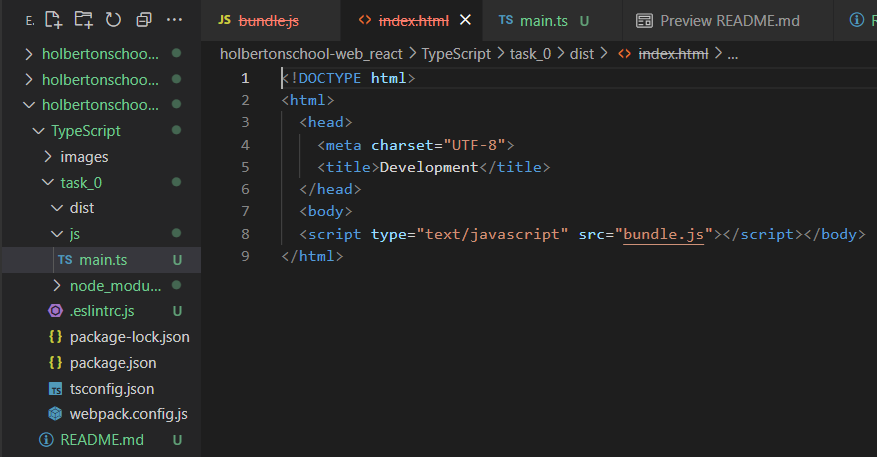 E.
JS bundle.js
<> index.html
TS main.ts U
Preview README.md
holbertonschool-web_react > TypeScript > task_0 > dist > <> index.html > ...
holbertonschoo...
holbertonschoo...
holbertonschoo...
TypeScript
images
task_0
dist
js
TS main.ts U
node_modu...
.eslintrc.js U
{} package-lock.json
{} package.json
TS tsconfig.json
webpack.config.js
README.md U
1 <!DOCTYPE html>
2 <html>
3 <head>
4 <meta charset="UTF-8">
5 <title>Development</title>
6 </head>
7 <body>
8 <script type="text/javascript" src="bundle.js"></script></body>
9 </html>